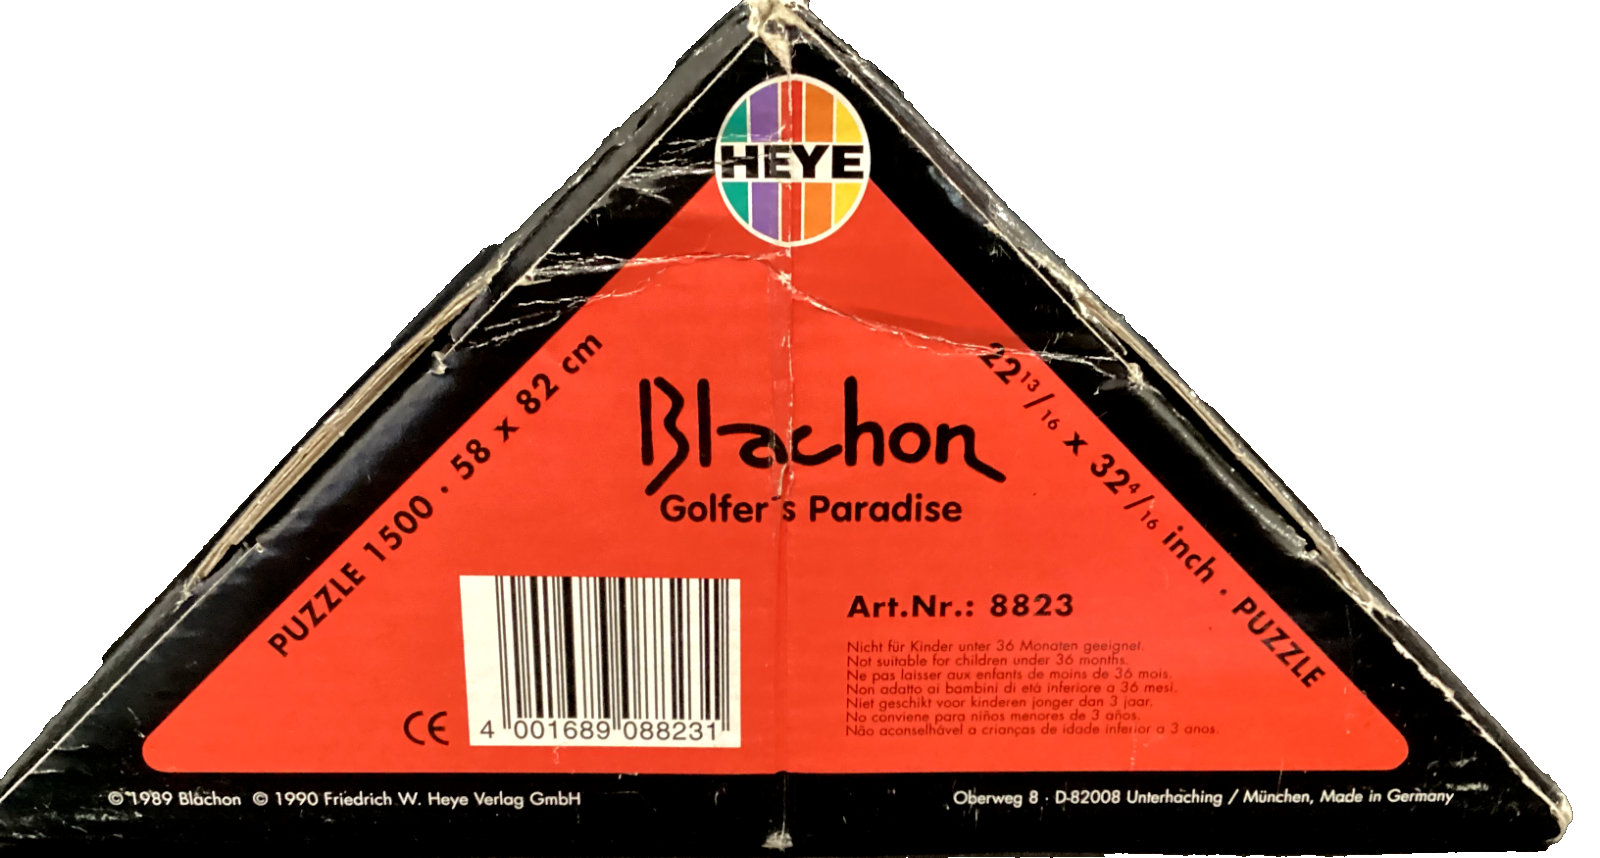 HEYE
PUZZLE 1500 · 58 x 82 cm
22 13/16 x 32 4/16 inch · PUZZLE
Blachon
Golfer's Paradise
Art.Nr.: 8823
Nicht für Kinder unter 36 Monaten geeignet.
Not suitable for children under 36 months.
Ne pas laisser aux enfants de moins de 36 mois.
Non adatto ai bambini di età inferiore a 36 mesi.
Niet geschikt voor kinderen jonger dan 3 jaar.
No conviene para niños menores de 3 años.
Não aconselhável a crianças de idade inferior a 3 anos.
CE
4 001689 088231
© 1989 Blachon © 1990 Friedrich W. Heye Verlag GmbH
Oberweg 8 · D-82008 Unterhaching / München, Made in Germany